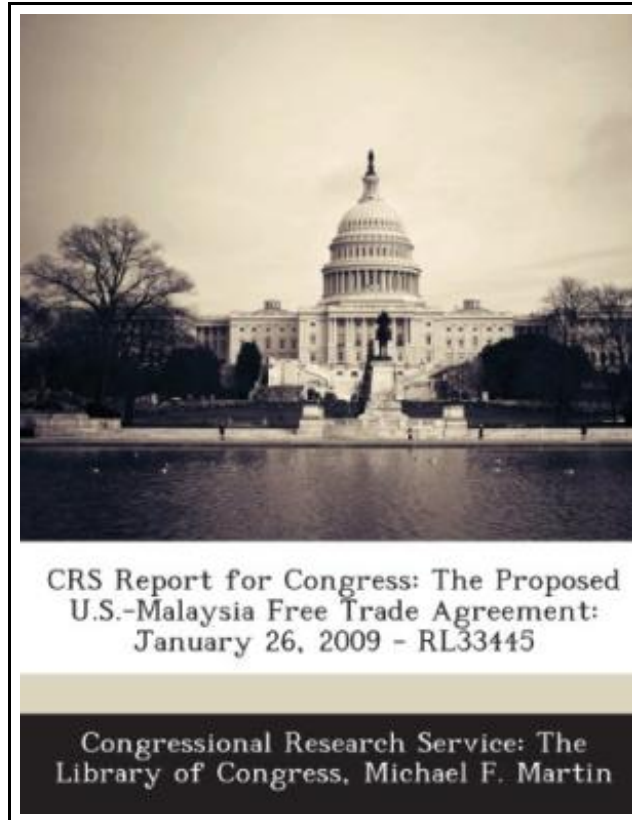 CRS Report for Congress: The Proposed
U.S.-Malaysia Free Trade Agreement:
January 26, 2009 - RL33445
Congressional Research Service: The
Library of Congress, Michael F. Martin